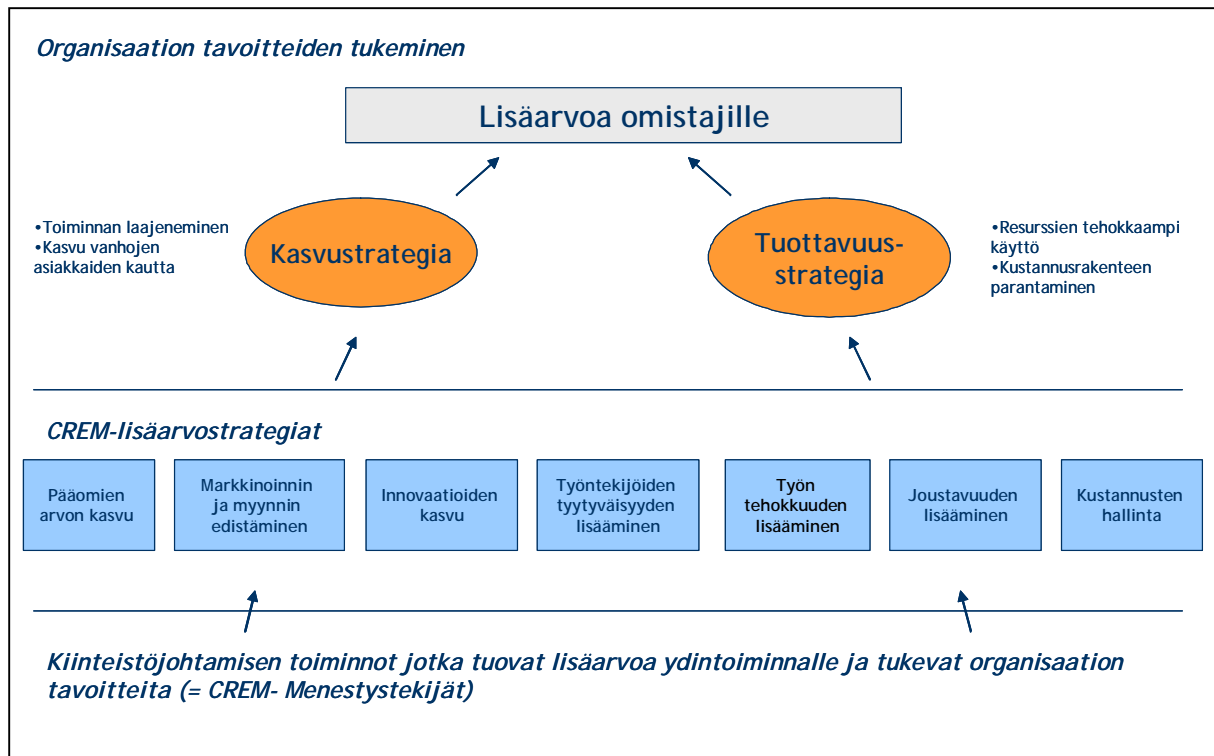 Organisaation tavoitteiden tukeminen
Lisäarvoa omistajille
•Toiminnan laajeneminen
•Kasvu vanhojen
asiakkaiden kautta
Kasvustrategia
Tuottavuus-
strategia
•Resurssien tehokkaampi
käyttö
•Kustannusrakenteen
parantaminen
CREM-lisäarvostrategiat
Pääomien
arvon kasvu
Markkinoinnin
ja myynnin
edistäminen
Innovaatioiden
kasvu
Työntekijöiden
tyytyväisyyden
lisääminen
Työn
tehokkuuden
lisääminen
Joustavuuden
lisääminen
Kustannusten
hallinta
Kiinteistöjohtamisen toiminnot jotka tuovat lisäarvoa ydintoiminnalle ja tukevat organisaation
tavoitteita (= CREM- Menestystekijät)